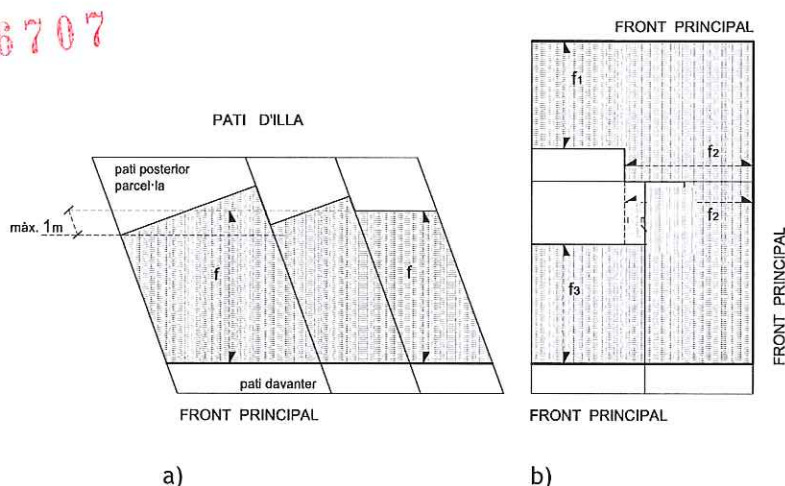 6707
FRONT PRINCIPAL
f1
PATI D'ILLA
f2
pati posterior
parcel·la
f2
màx. 1m
f
f
f3
FRONT PRINCIPAL
pati davanter
FRONT PRINCIPAL
FRONT PRINCIPAL
a)
b)